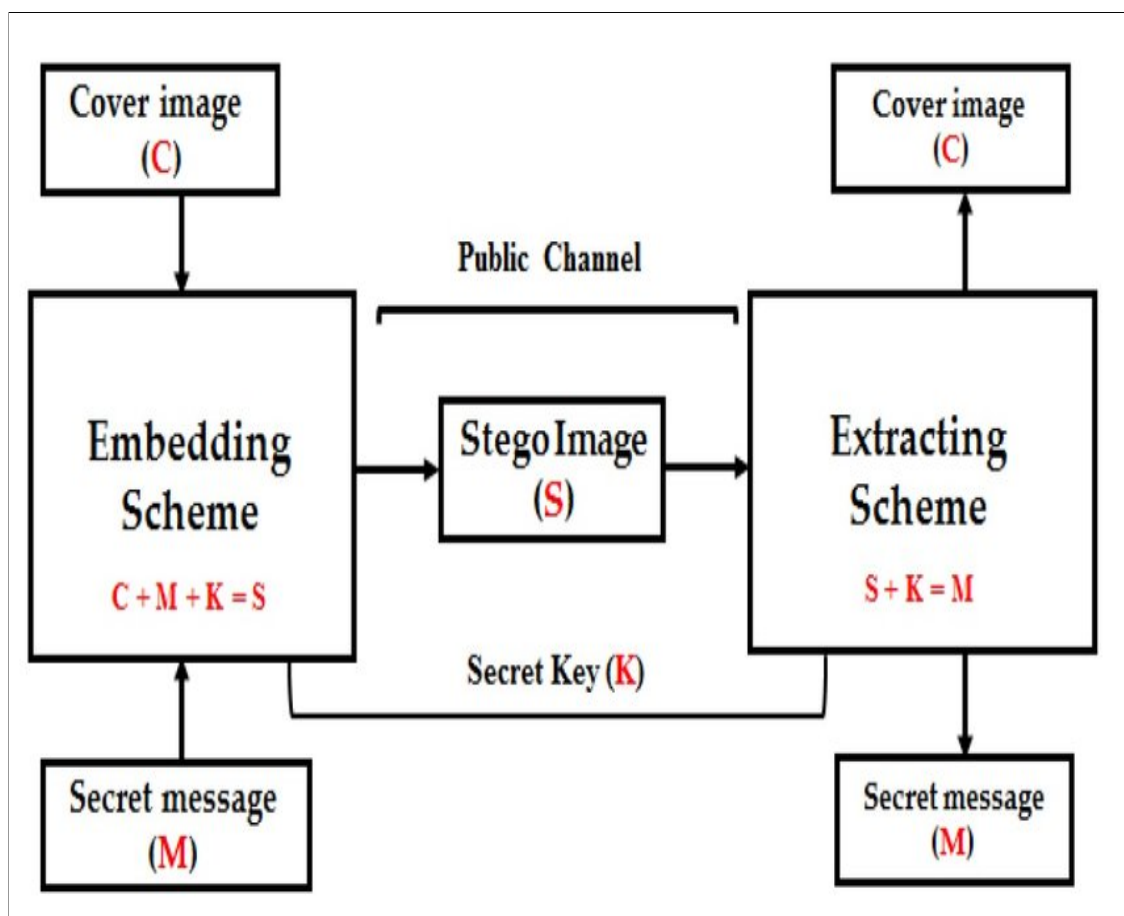 Cover image
(C)
Cover image
(C)
Public Channel
Embedding
Scheme
C + M + K = S
Stego Image
(S)
Extracting
Scheme
S + K = M
Secret Key (K)
Secret message
(M)
Secret message
(M)